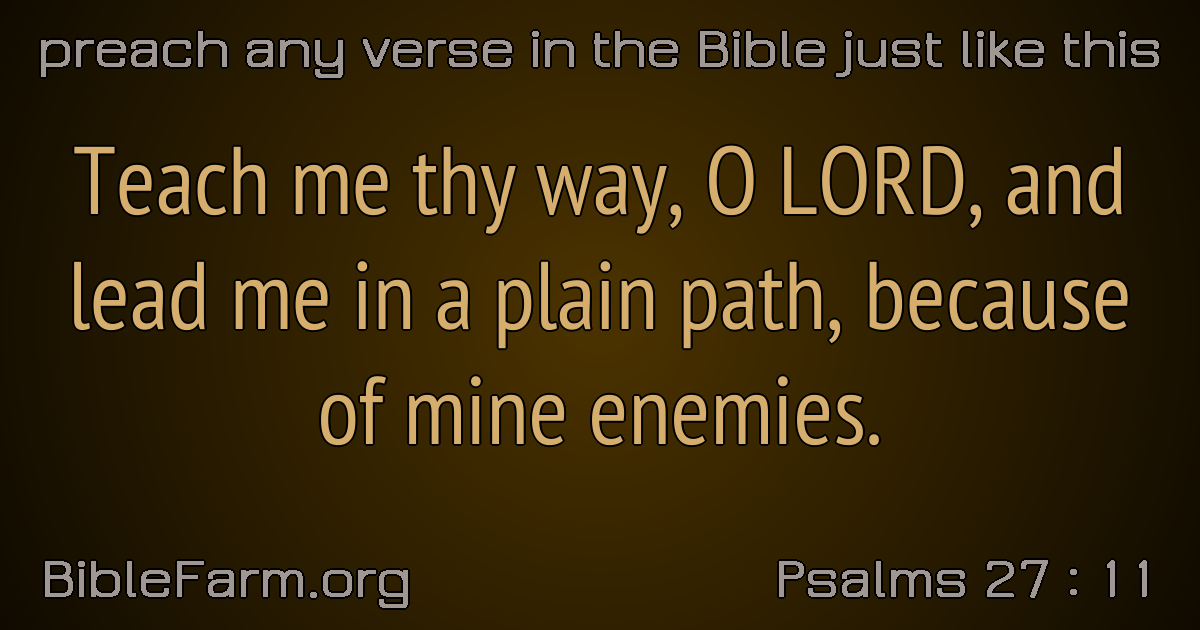 preach any verse in the Bible just like this
Teach me thy way, O LORD, and
lead me in a plain path, because
of mine enemies.
BibleFarm.org
Psalms 27 : 11